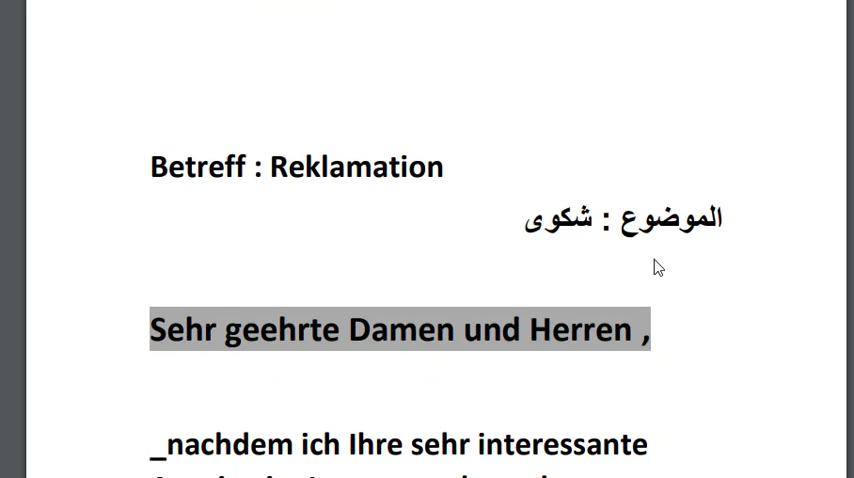 Betreff : Reklamation
الموضوع : شكوى
Sehr geehrte Damen und Herren ,
_nachdem ich Ihre sehr interessante